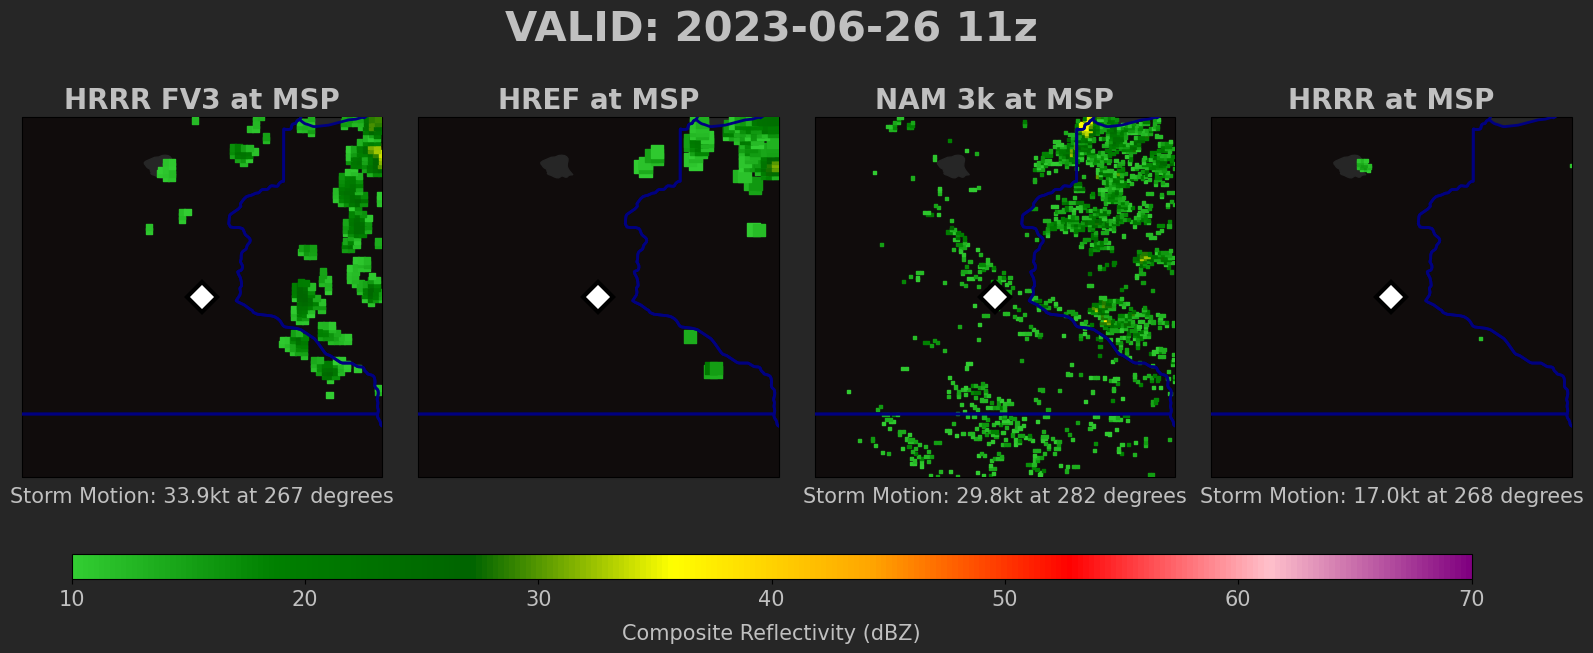 VALID: 2023-06-26 11z
HRRR FV3 at MSP
HREF at MSP
NAM 3k at MSP
HRRR at MSP
Storm Motion: 33.9kt at 267 degrees
Storm Motion: 29.8kt at 282 degrees
Storm Motion: 17.0kt at 268 degrees
10 20 30 40 50 60 70
Composite Reflectivity (dBZ)